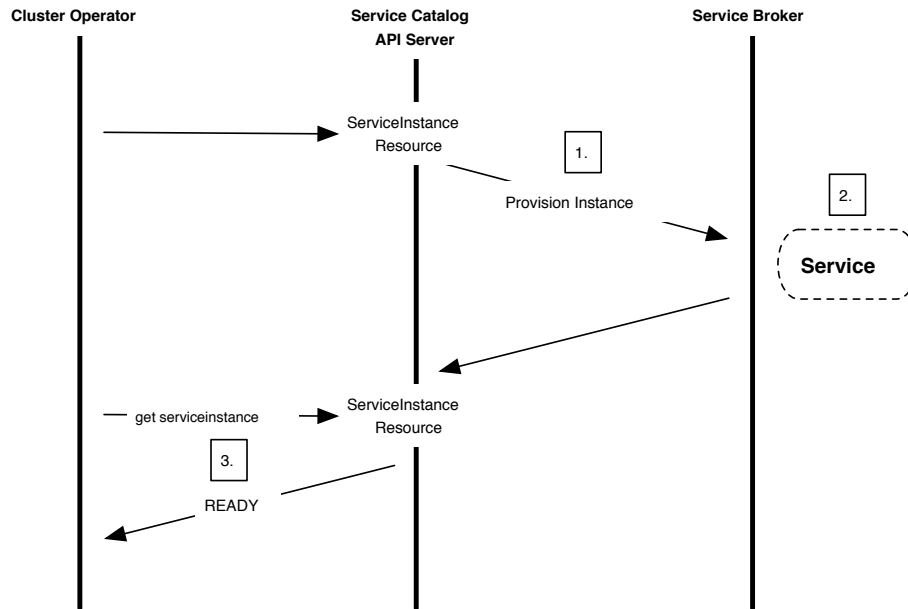 Cluster Operator
Service Catalog
API Server
Service Broker
ServiceInstance
Resource
1.
Provision Instance
2.
Service
get serviceinstance
ServiceInstance
Resource
3.
READY